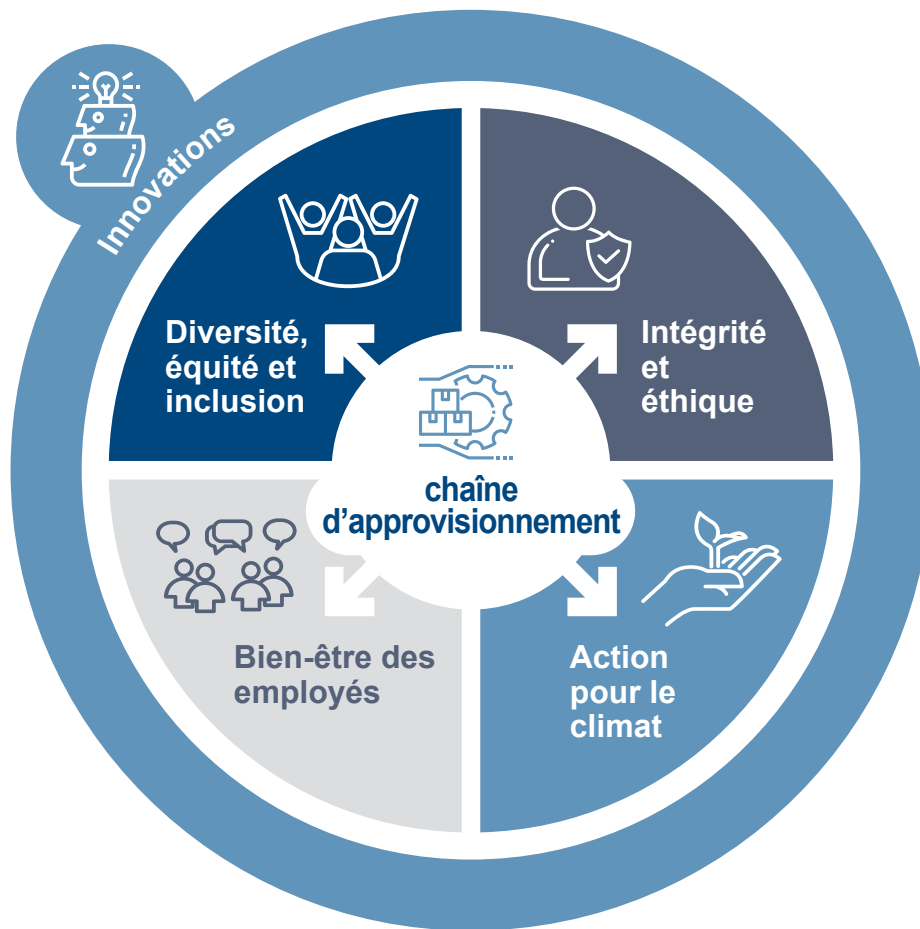 Innovations
Diversité,
équité et
inclusion
Intégrité
et
éthique
chaîne
d’approvisionnement
Bien-être des
employés
Action
pour le
climat